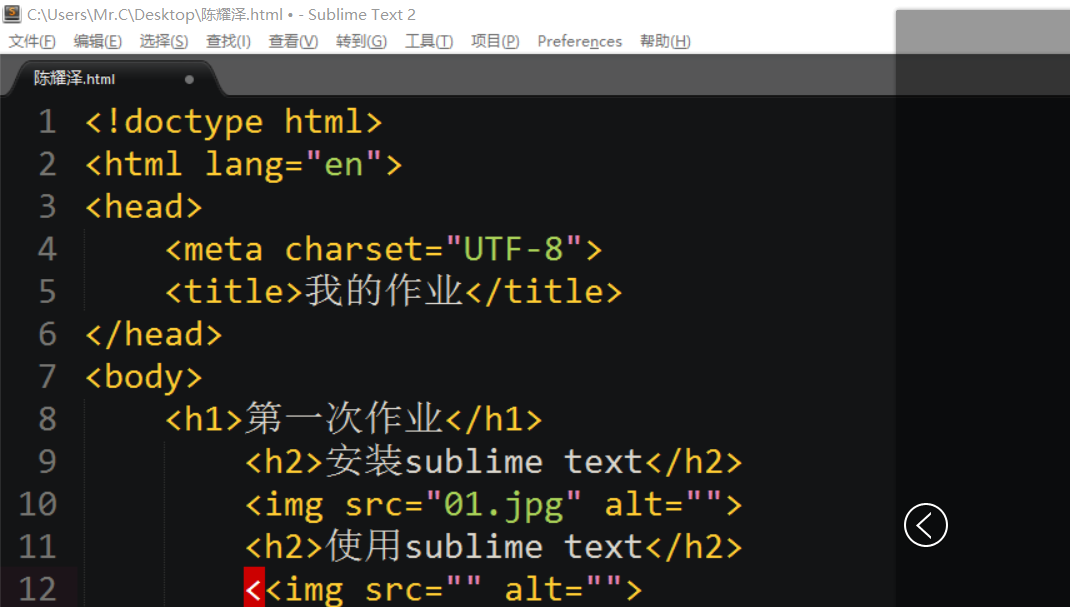 C:\Users\Mr.C\Desktop\陈耀泽.html • - Sublime Text 2
文件(F) 编辑(E) 选择(S) 查找(I) 查看(V) 转到(G) 工具(T) 项目(P) Preferences 帮助(H)
陈耀泽.html
1 <!doctype html>
2 <html lang="en">
3 <head>
4 <meta charset="UTF-8">
5 <title>我的作业</title>
6 </head>
7 <body>
8 <h1>第一次作业</h1>
9 <h2>安装sublime text</h2>
10 <img src="01.jpg" alt="">
11 <h2>使用sublime text</h2>
12 <<img src="" alt="">